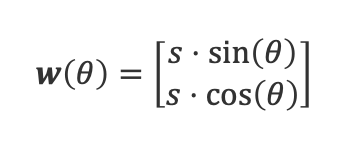 w(θ) = [s · sin(θ)
s · cos(θ)]